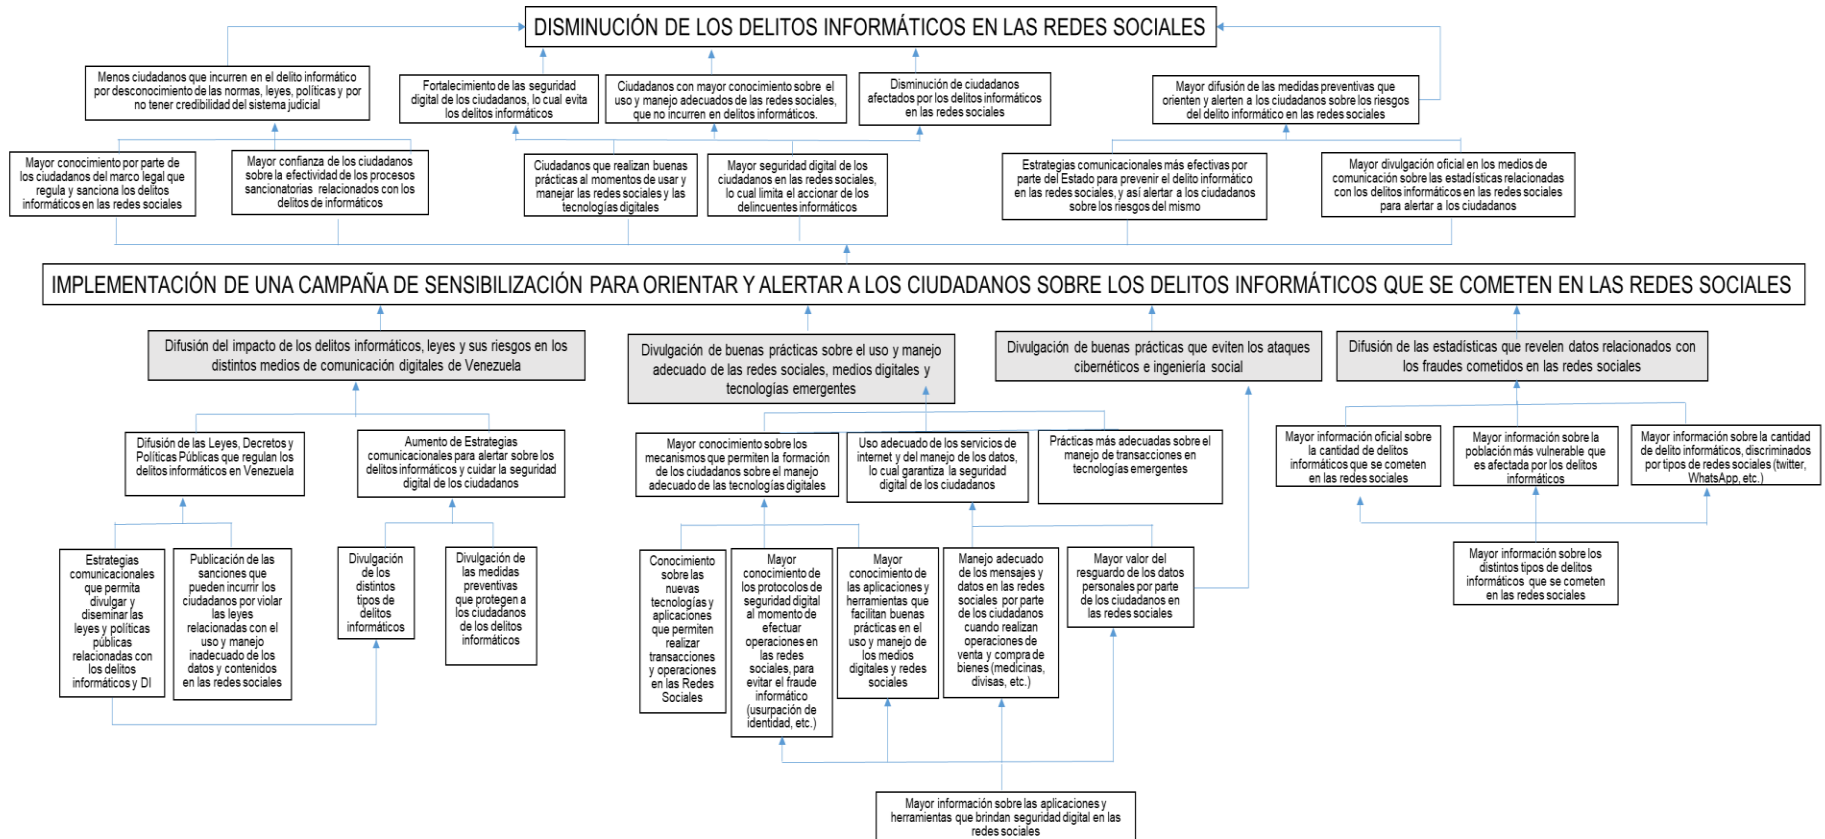 DISMINUCIÓN DE LOS DELITOS INFORMÁTICOS EN LAS REDES SOCIALES
Menos ciudadanos que incurren en el delito informático
por desconocimiento de las normas, leyes, políticas y por
no tener credibilidad del sistema judicial
Fortalecimiento de las seguridad
digital de los ciudadanos, lo cual evita
los delitos informáticos
Ciudadanos con mayor conocimiento sobre el
uso y manejo adecuados de las redes sociales,
que no incurren en delitos informáticos.
Disminución de ciudadanos
afectados por los delitos informáticos
en las redes sociales
Mayor difusión de las medidas preventivas que
orienten y alerten a los ciudadanos sobre los riesgos
del delito informático en las redes sociales
Mayor conocimiento por parte de
los ciudadanos del marco legal que
regula y sanciona los delitos
informáticos en las redes sociales
Mayor confianza de los ciudadanos
sobre la efectividad de los procesos
sancionatorias relacionados con los
delitos de informáticos
Ciudadanos que realizan buenas
prácticas al momentos de usar y
manejar las redes sociales y las
tecnologías digitales
Mayor seguridad digital de los
ciudadanos en las redes sociales,
lo cual limita el accionar de los
delincuentes informáticos
Estrategias comunicacionales más efectivas por
parte del Estado para prevenir el delito informático
en las redes sociales, y así alertar a los ciudadanos
sobre los riesgos del mismo
Mayor divulgación oficial en los medios de
comunicación sobre las estadísticas relacionadas
con los delitos informáticos en las redes sociales
para alertar a los ciudadanos
IMPLEMENTACIÓN DE UNA CAMPAÑA DE SENSIBILIZACIÓN PARA ORIENTAR Y ALERTAR A LOS CIUDADANOS SOBRE LOS DELITOS INFORMÁTICOS QUE SE COMETEN EN LAS REDES SOCIALES
Difusión del impacto de los delitos informáticos, leyes y sus riesgos en los
distintos medios de comunicación digitales de Venezuela
Divulgación de buenas prácticas sobre el uso y manejo
adecuado de las redes sociales, medios digitales y
tecnologías emergentes
Divulgación de buenas prácticas que eviten los ataques
cibernéticos e ingeniería social
Difusión de las estadísticas que revelen datos relacionados con
los fraudes cometidos en las redes sociales
Difusión de las Leyes, Decretos y
Políticas Públicas que regulan los
delitos informáticos en Venezuela
Aumento de Estrategias
comunicacionales para alertar sobre los
delitos informáticos y cuidar la seguridad
digital de los ciudadanos
Mayor conocimiento sobre los
mecanismos que permiten la formación
de los ciudadanos sobre el manejo
adecuado de las tecnologías digitales
Uso adecuado de los servicios de
internet y del manejo de los datos,
lo cual garantiza la seguridad
digital de los ciudadanos
Prácticas más adecuadas sobre el
manejo de transacciones en
tecnologías emergentes
Mayor información oficial sobre
la cantidad de delitos
informáticos que se cometen
en las redes sociales
Mayor información sobre la
población más vulnerable que
es afectada por los delitos
informáticos
Mayor información sobre la cantidad
de delito informáticos, discriminados
por tipos de redes sociales (twitter,
WhatsApp, etc.)
Estrategias
comunicacionales
que permita
divulgar y
diseminar las
leyes y políticas
públicas
relacionadas con
los delitos
informáticos y DI
Publicación de las
sanciones que
pueden incurrir los
ciudadanos por violar
las leyes
relacionadas con el
uso y manejo
inadecuado de los
datos y contenidos
en las redes sociales
Divulgación
de los
distintos
tipos de
delitos
informáticos
Divulgación de
las medidas
preventivas
que protegen a
los ciudadanos
de los delitos
informáticos
Conocimiento
sobre las
nuevas
tecnologías y
aplicaciones
que permiten
realizar
transacciones
y operaciones
en las Redes
Sociales
Mayor
conocimiento de
los protocolos de
seguridad digital
al momento de
efectuar
operaciones en
las redes
sociales, para
evitar el fraude
informático
(usurpación de
identidad, etc.)
Mayor
conocimiento de
las aplicaciones y
herramientas que
facilitan buenas
prácticas en el
uso y manejo de
los medios
digitales y redes
sociales
Manejo adecuado
de los mensajes y
datos en las redes
sociales por parte
de los ciudadanos
cuando realizan
operaciones de
venta y compra de
bienes (medicinas,
divisas, etc.)
Mayor valor del
resguardo de los datos
personales por parte
de los ciudadanos en
las redes sociales
Mayor información sobre los
distintos tipos de delitos
informáticos que se cometen
en las redes sociales
Mayor información sobre las aplicaciones y
herramientas que brindan seguridad digital en las
redes sociales